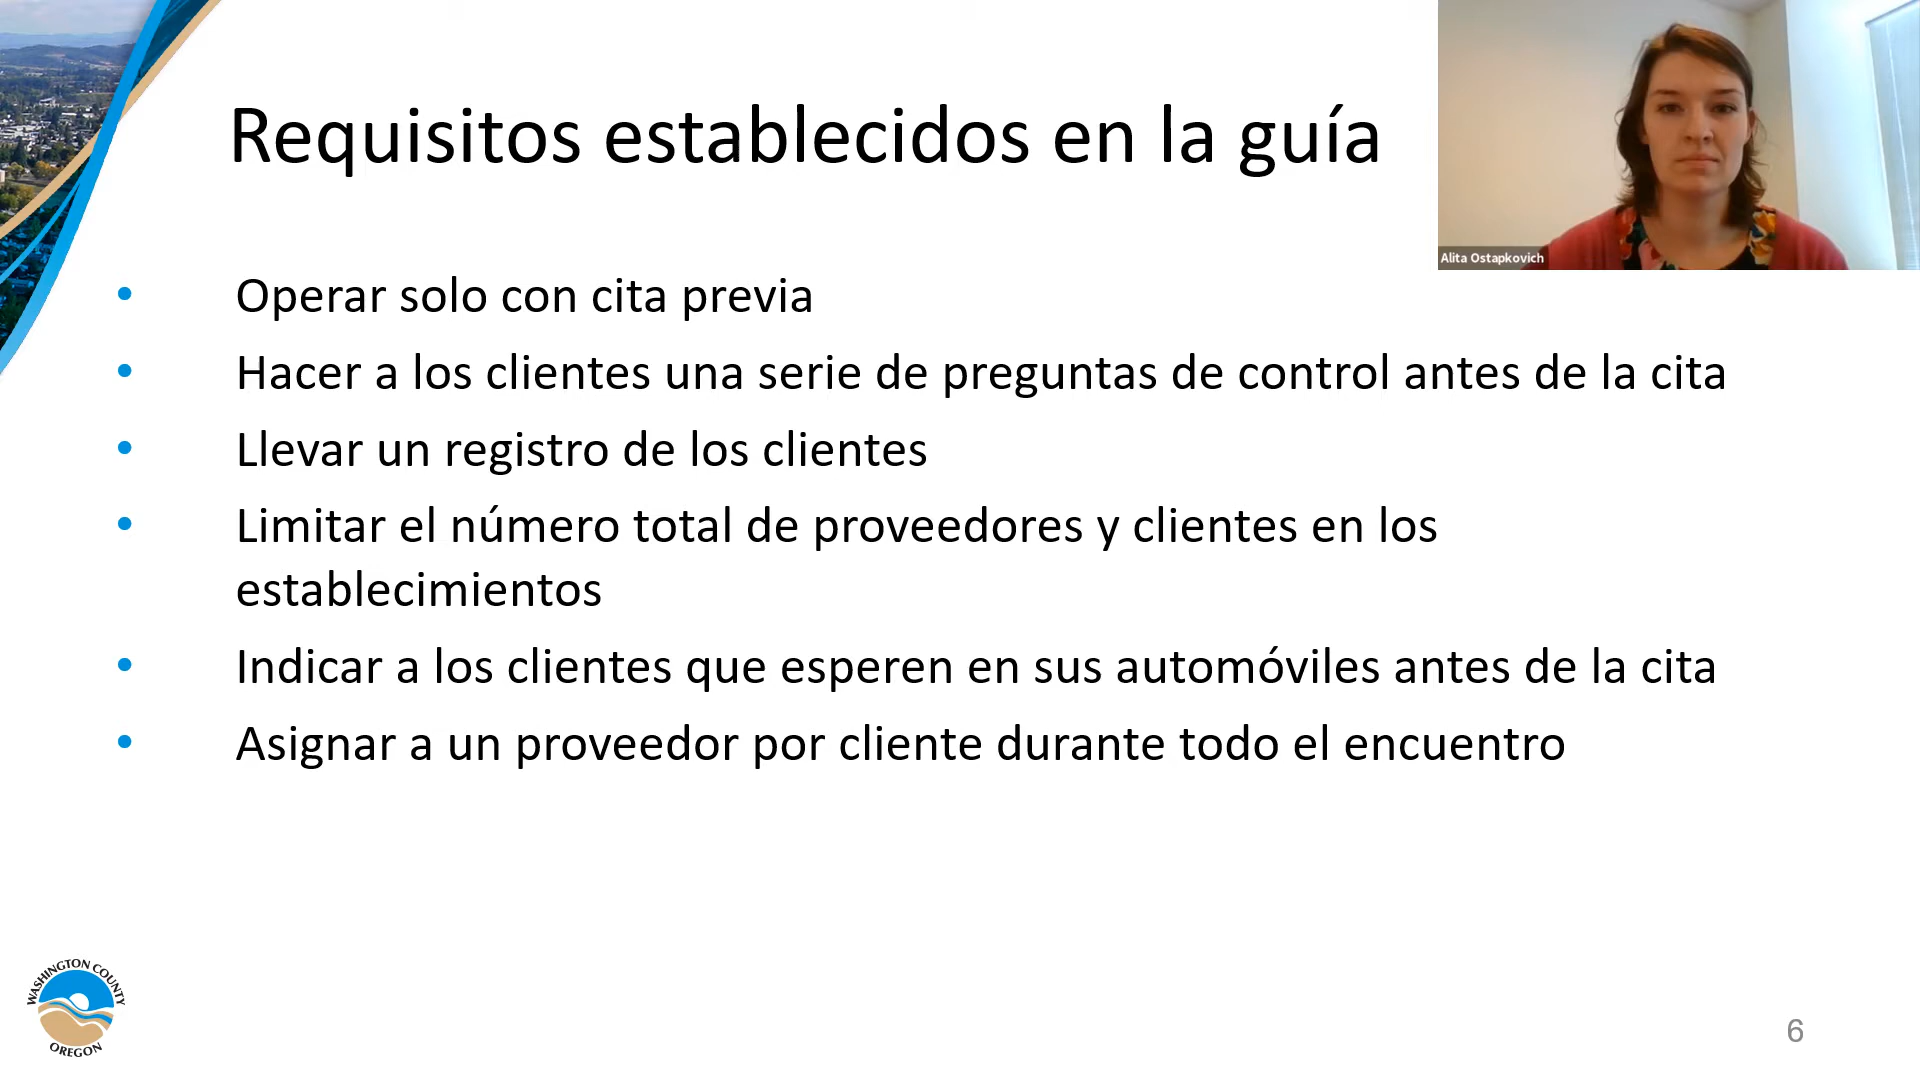 Requisitos establecidos en la guía
Alita Ostapkovich
• Operar solo con cita previa
• Hacer a los clientes una serie de preguntas de control antes de la cita
• Llevar un registro de los clientes
• Limitar el número total de proveedores y clientes en los
establecimientos
• Indicar a los clientes que esperen en sus automóviles antes de la cita
• Asignar a un proveedor por cliente durante todo el encuentro
WASHINGTON COUNTY
OREGON
6